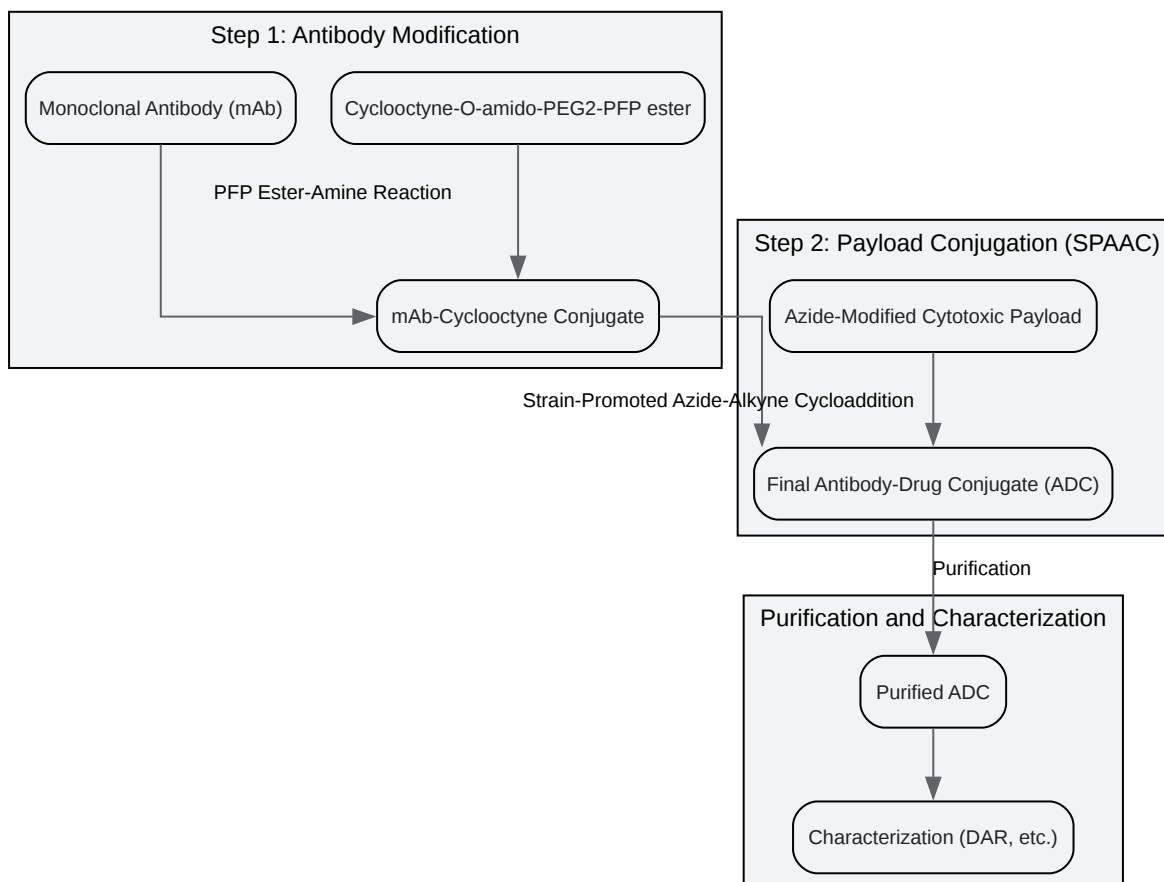 Step 1: Antibody Modification
Monoclonal Antibody (mAb)
Cyclooctyne-O-amido-PEG2-PFP ester
PFP Ester-Amine Reaction
mAb-Cyclooctyne Conjugate
Step 2: Payload Conjugation (SPAAC)
Azide-Modified Cytotoxic Payload
Strain-Promoted Azide-Alkyne Cycloaddition
Final Antibody-Drug Conjugate (ADC)
Purification
Purification and Characterization
Purified ADC
Characterization (DAR, etc.)